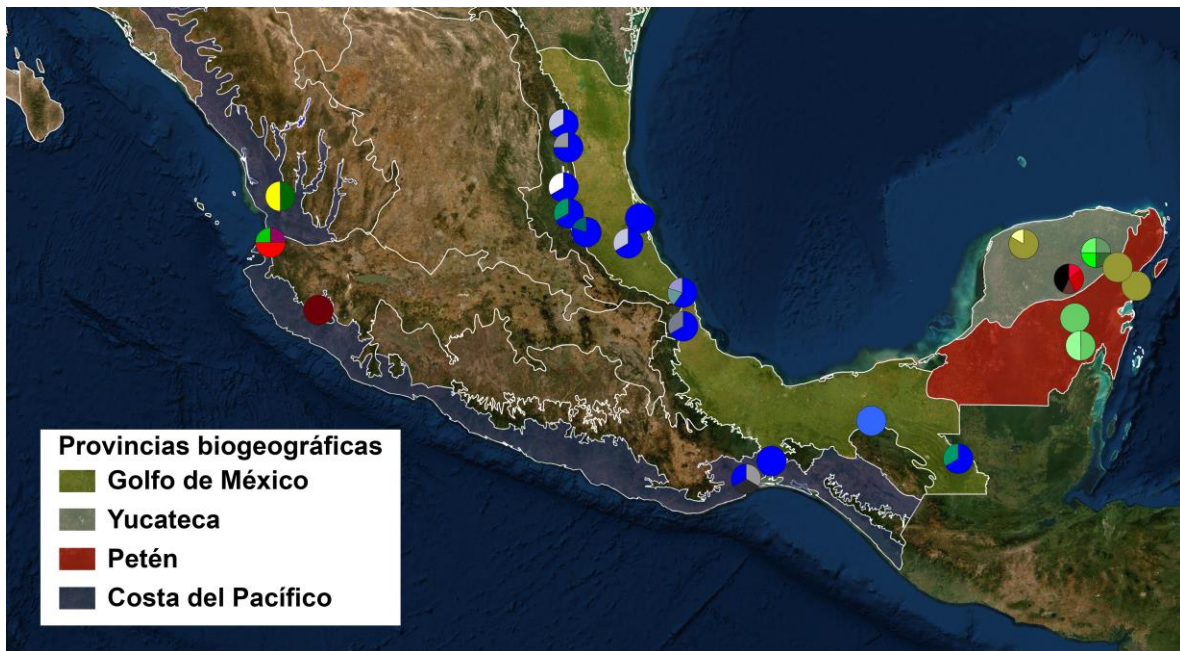 Provincias biogeográficas
Golfo de México
Yucateca
Petén
Costa del Pacífico